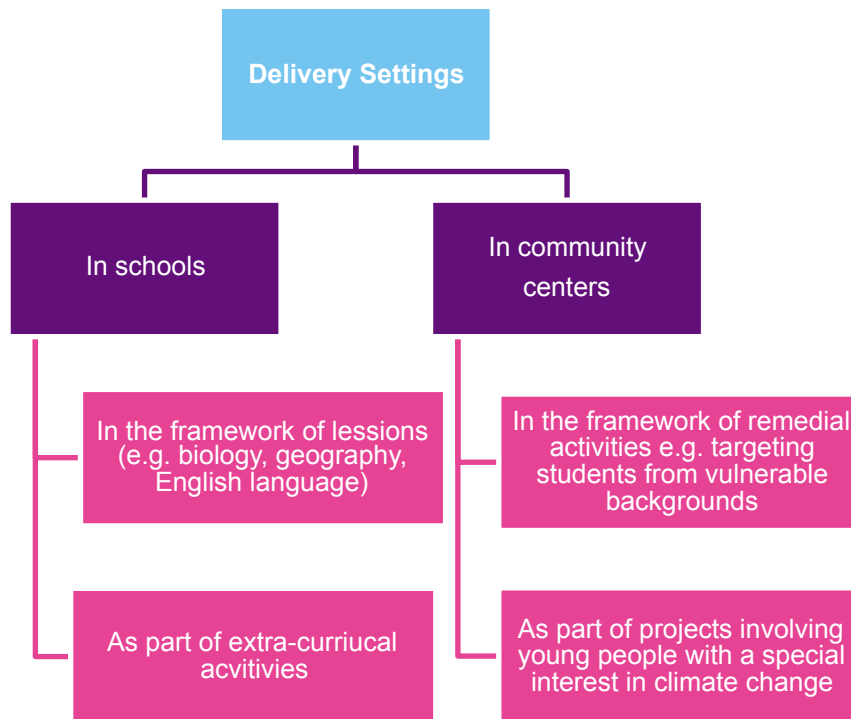 Delivery Settings
In schools
In community
centers
In the framework of lessions
(e.g. biology, geography,
English language)
In the framework of remedial
activities e.g. targeting
students from vulnerable
backgrounds
As part of extra-curriucal
acvitivies
As part of projects involving
young people with a special
interest in climate change